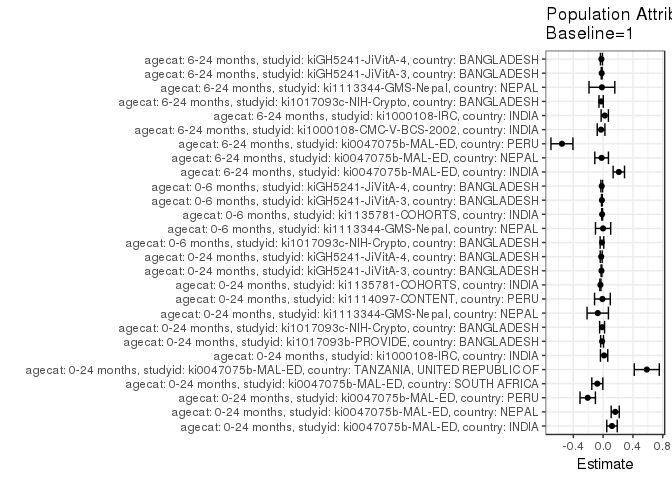 Population Attrib
Baseline=1
agecat: 6-24 months, studyid: kiGH5241-JiVitA-4, country: BANGLADESH
agecat: 6-24 months, studyid: kiGH5241-JiVitA-3, country: BANGLADESH
agecat: 6-24 months, studyid: ki1113344-GMS-Nepal, country: NEPAL
agecat: 6-24 months, studyid: ki1017093c-NIH-Crypto, country: BANGLADESH
agecat: 6-24 months, studyid: ki1000108-IRC, country: INDIA
agecat: 6-24 months, studyid: ki1000108-CMC-V-BCS-2002, country: INDIA
agecat: 6-24 months, studyid: ki0047075b-MAL-ED, country: PERU
agecat: 6-24 months, studyid: ki0047075b-MAL-ED, country: NEPAL
agecat: 6-24 months, studyid: ki0047075b-MAL-ED, country: INDIA
agecat: 0-6 months, studyid: kiGH5241-JiVitA-4, country: BANGLADESH
agecat: 0-6 months, studyid: kiGH5241-JiVitA-3, country: BANGLADESH
agecat: 0-6 months, studyid: ki1135781-COHORTS, country: INDIA
agecat: 0-6 months, studyid: ki1113344-GMS-Nepal, country: NEPAL
agecat: 0-6 months, studyid: ki1017093c-NIH-Crypto, country: BANGLADESH
agecat: 0-24 months, studyid: kiGH5241-JiVitA-4, country: BANGLADESH
agecat: 0-24 months, studyid: kiGH5241-JiVitA-3, country: BANGLADESH
agecat: 0-24 months, studyid: ki1135781-COHORTS, country: INDIA
agecat: 0-24 months, studyid: ki1114097-CONTENT, country: PERU
agecat: 0-24 months, studyid: ki1113344-GMS-Nepal, country: NEPAL
agecat: 0-24 months, studyid: ki1017093c-NIH-Crypto, country: BANGLADESH
agecat: 0-24 months, studyid: ki1017093b-PROVIDE, country: BANGLADESH
agecat: 0-24 months, studyid: ki1000108-IRC, country: INDIA
agecat: 0-24 months, studyid: ki0047075b-MAL-ED, country: TANZANIA, UNITED REPUBLIC OF
agecat: 0-24 months, studyid: ki0047075b-MAL-ED, country: SOUTH AFRICA
agecat: 0-24 months, studyid: ki0047075b-MAL-ED, country: PERU
agecat: 0-24 months, studyid: ki0047075b-MAL-ED, country: NEPAL
agecat: 0-24 months, studyid: ki0047075b-MAL-ED, country: INDIA
-0.4 0.0 0.4 0.8
Estimate